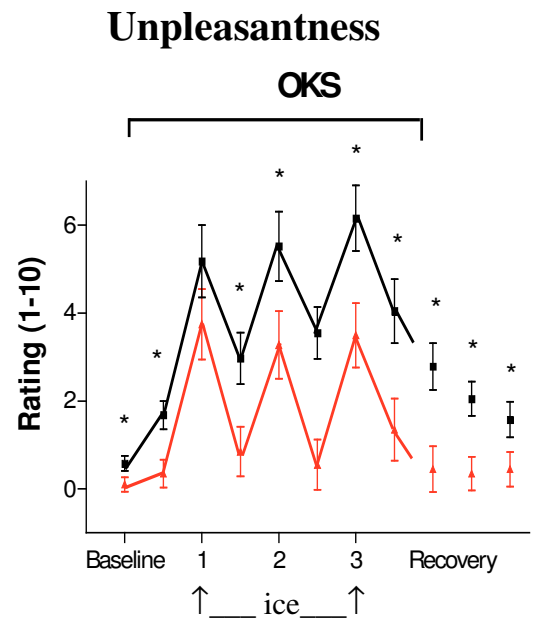 Unpleasantness
OKS
Rating (1-10)
6
4
2
0
* * * * * * * * * *
Baseline 1 2 3 Recovery
↑___ ice___↑